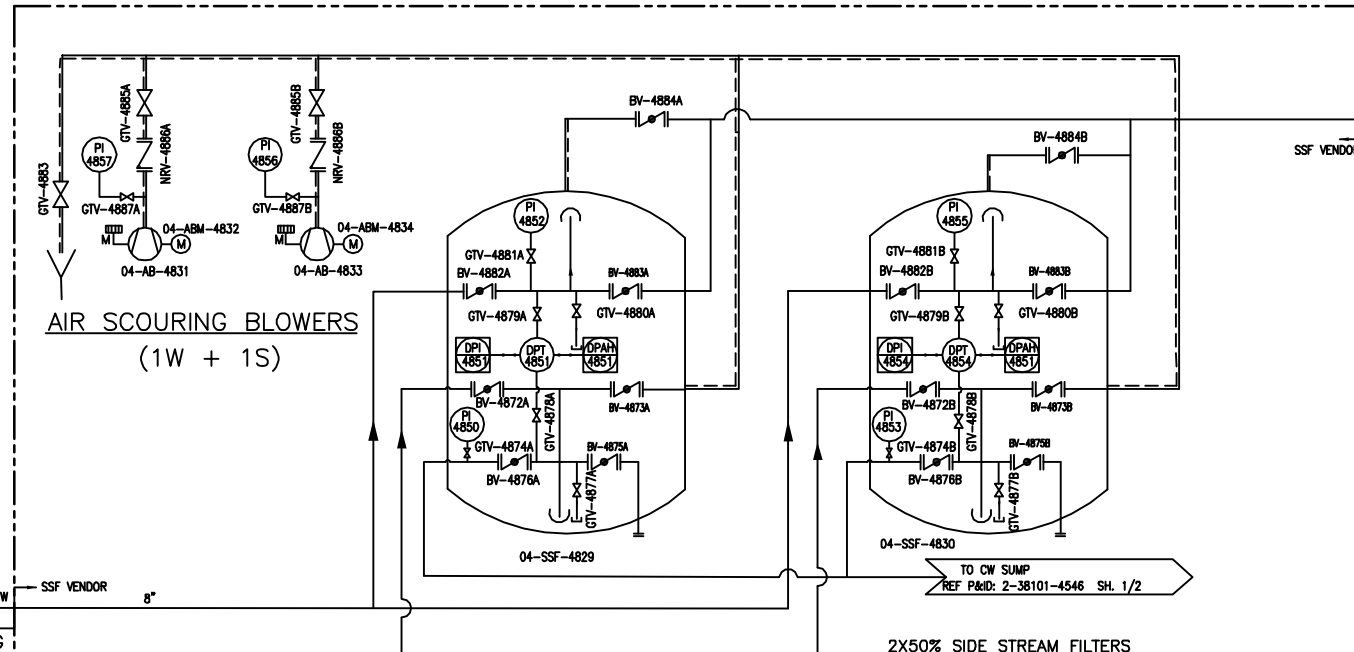 BV-4884A
BV-4884B
SSF VENDOR
GTV-4885A
GTV-4885B
NRV-4886A
NRV-4886B
PI
4857
PI
4856
GTV-4883
GTV-4887A
GTV-4887B
M
M
04-ABM-4832
M
M
04-ABM-4834
04-AB-4831
04-AB-4833
AIR SCOURING BLOWERS
(1W + 1S)
PI
4852
GTV-4881A
BV-4882A
BV-4883A
GTV-4879A
GTV-4880A
DPI
4851
DPT
4851
DPAH
4851
BV-4872A
GTV-4878A
BV-4873A
PI
4850
GTV-4874A
BV-4875A
BV-4876A
GTV-4877A
04-SSF-4829
PI
4855
GTV-4881B
BV-4882B
BV-4883B
GTV-4879B
GTV-4880B
DPI
4854
DPT
4854
DPAH
4851
BV-4872B
GTV-4878B
BV-4873B
PI
4853
GTV-4874B
BV-4875B
BV-4876B
GTV-4877B
04-SSF-4830
TO CW SUMP
REF P&ID: 2-38101-4546 SH. 1/2
SSF VENDOR
W
8"
2X50% SIDE STREAM FILTERS